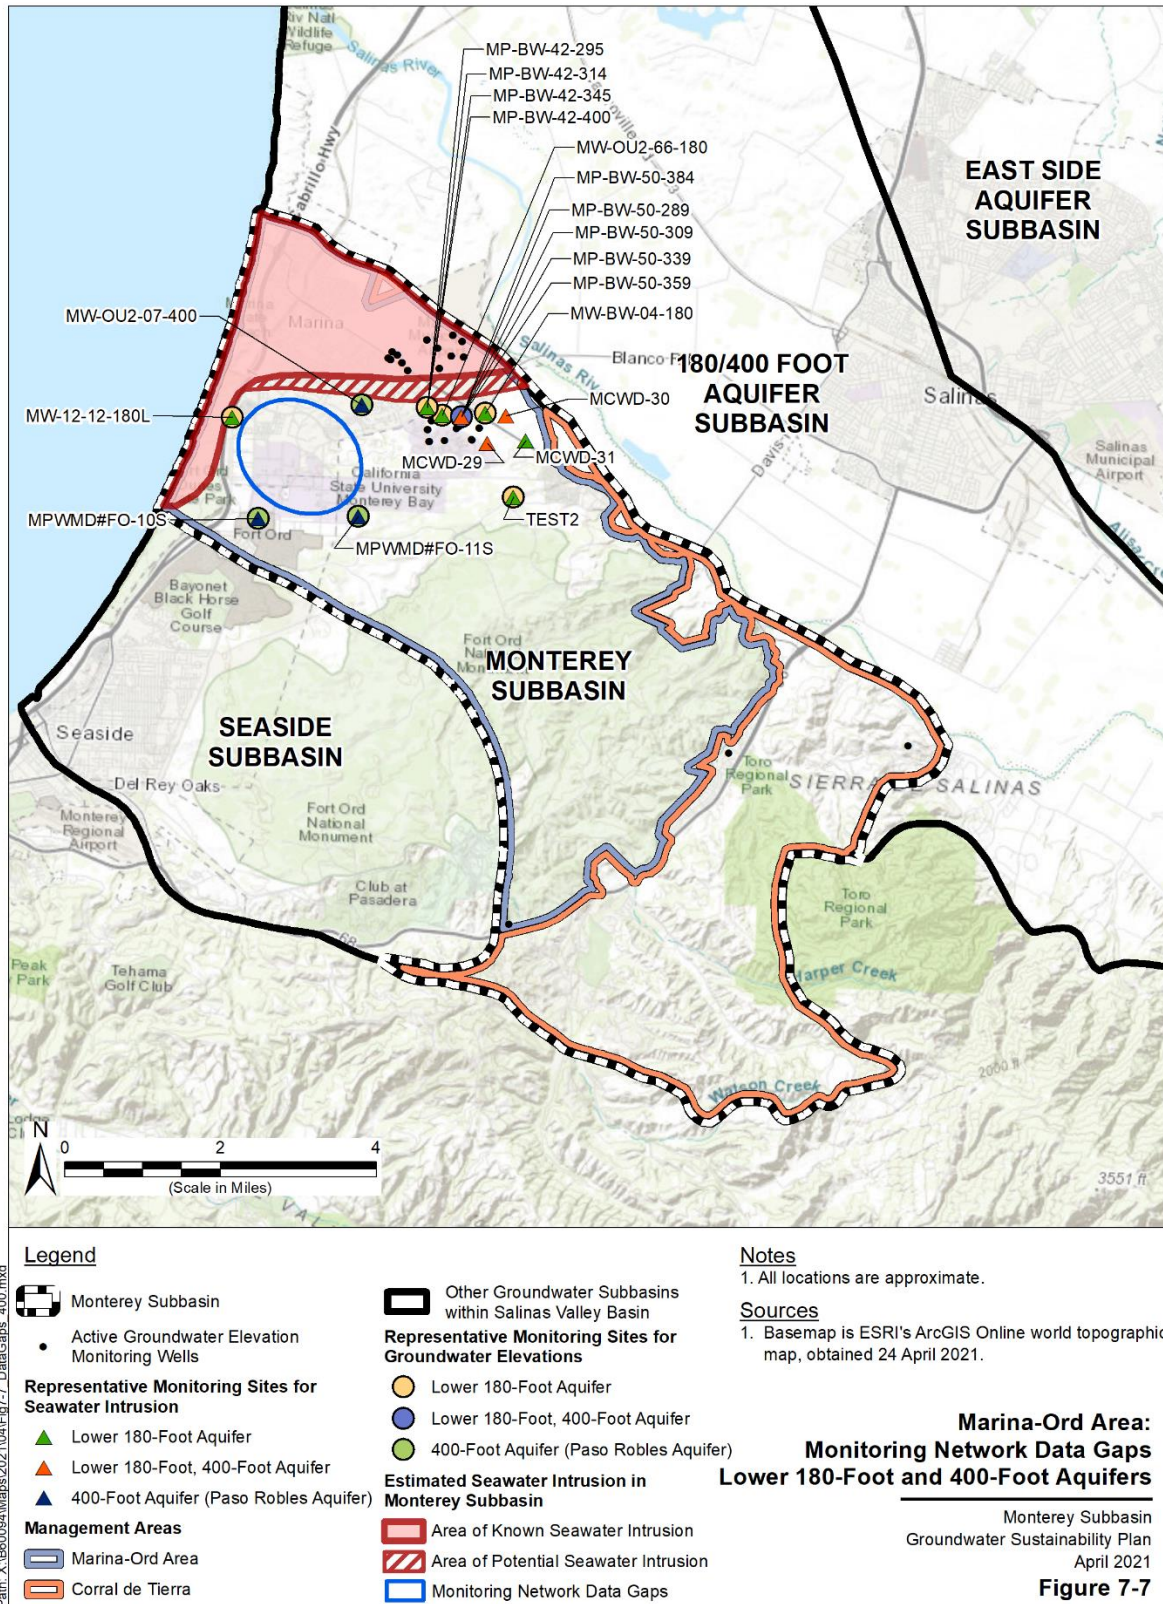 Riv Natl
Wildlife
Refuge
Salinas River
MP-BW-42-295
MP-BW-42-314
MP-BW-42-345
MP-BW-42-400
MW-OU2-66-180
MP-BW-50-384
MP-BW-50-289
MP-BW-50-309
MP-BW-50-339
MP-BW-50-359
MW-BW-04-180
EAST SIDE
AQUIFER
SUBBASIN
abrillo Hwy
MW-OU2-07-400
Marina
Salinas Riv
Blanco R
180/400 FOOT
AQUIFER
SUBBASIN
Salinas
MW-12-12-180L
MCWD-30
MCWD-29
MCWD-31
Davis
Salinas
Municipal
Airport
California
State University
Monterey Bay
TEST2
MPWMD#FO-10S
Fort Ord
MPWMD#FO-11S
Bayonet
Black Horse
Golf
Course
Fort Ord
MONTEREY
SUBBASIN
SEASIDE
SUBBASIN
Seaside
Del Rey Oaks
Monterey
Regional
Airport
Fort Ord
National
Monument
Toro
Regional
Park
SIERRA DE SALINAS
Club at
Pasadera
68
Toro
Regional
Park
Peak
Park
Tehama
Golf Club
Harper Creek
Watson Creek
2000 ft
3551 ft
N
0 2 4
(Scale in Miles)
Legend
Monterey Subbasin
Active Groundwater Elevation
Monitoring Wells
Representative Monitoring Sites for
Seawater Intrusion
Lower 180-Foot Aquifer
Lower 180-Foot, 400-Foot Aquifer
400-Foot Aquifer (Paso Robles Aquifer)
Management Areas
Marina-Ord Area
Corral de Tierra
Other Groundwater Subbasins
within Salinas Valley Basin
Representative Monitoring Sites for
Groundwater Elevations
Lower 180-Foot Aquifer
Lower 180-Foot, 400-Foot Aquifer
400-Foot Aquifer (Paso Robles Aquifer)
Estimated Seawater Intrusion in
Monterey Subbasin
Area of Known Seawater Intrusion
Area of Potential Seawater Intrusion
Monitoring Network Data Gaps
Notes
1. All locations are approximate.
Sources
1. Basemap is ESRI's ArcGIS Online world topographic
map, obtained 24 April 2021.
Marina-Ord Area:
Monitoring Network Data Gaps
Lower 180-Foot and 400-Foot Aquifers
Monterey Subbasin
Groundwater Sustainability Plan
April 2021
Figure 7-7